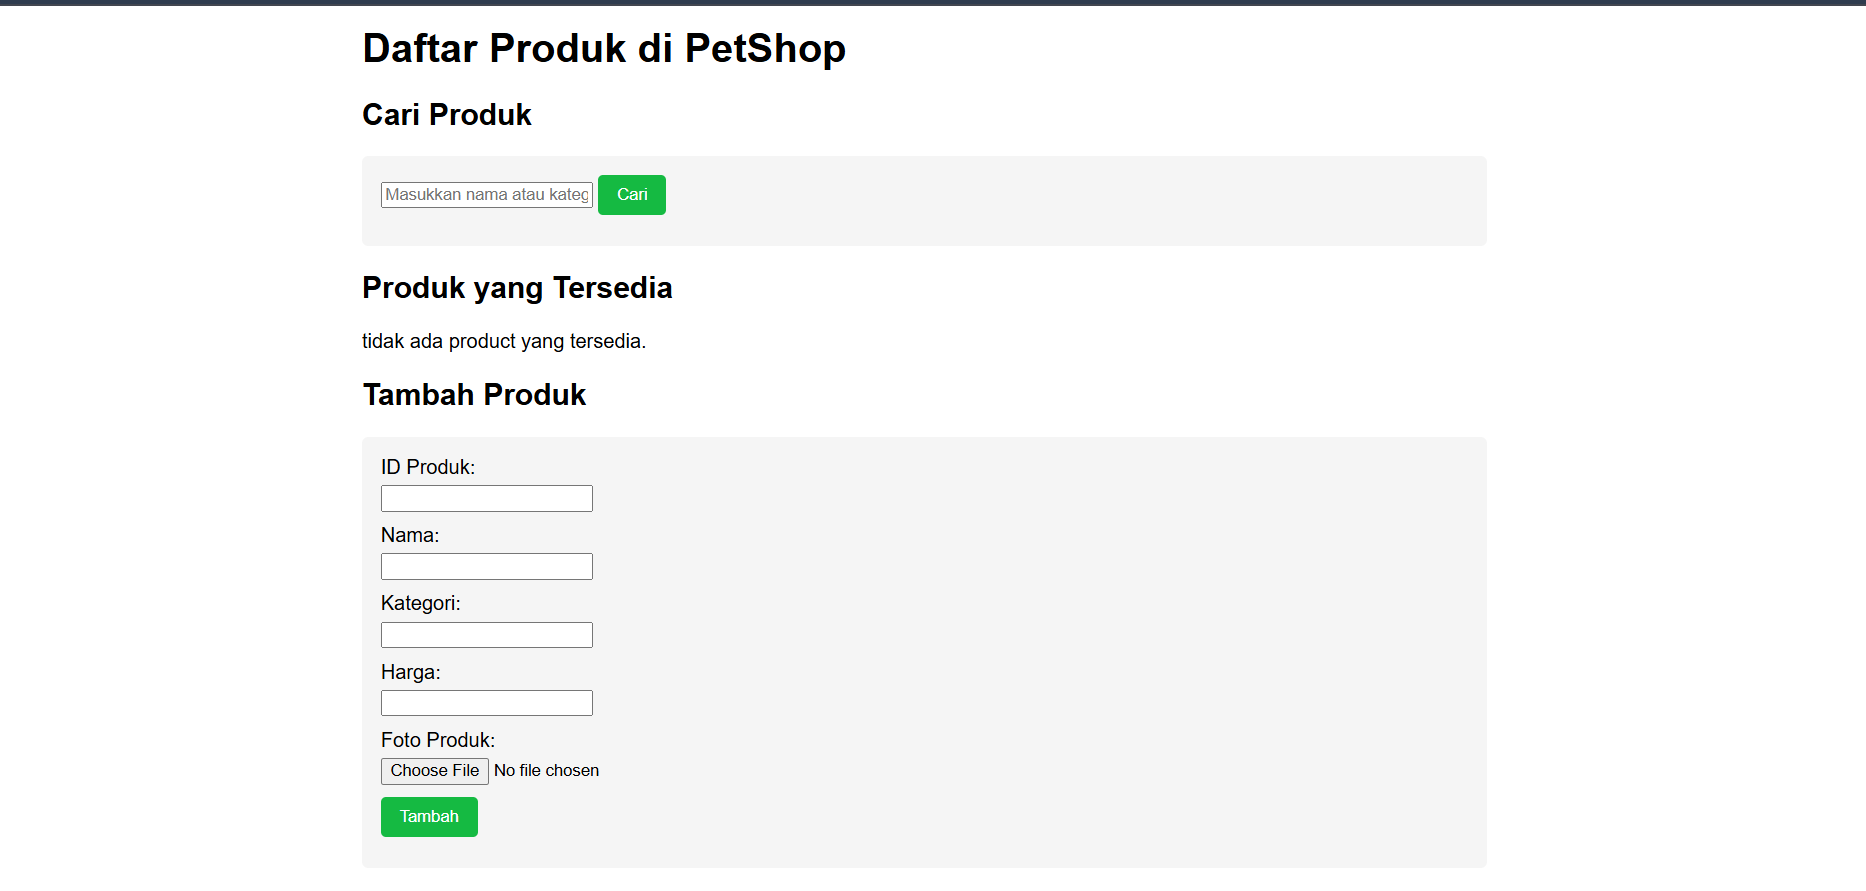 Daftar Produk di PetShop
Cari Produk
Masukkan nama atau kateg
Cari
Produk yang Tersedia
tidak ada product yang tersedia.
Tambah Produk
ID Produk:
Nama:
Kategori:
Harga:
Foto Produk:
Choose File No file chosen
Tambah